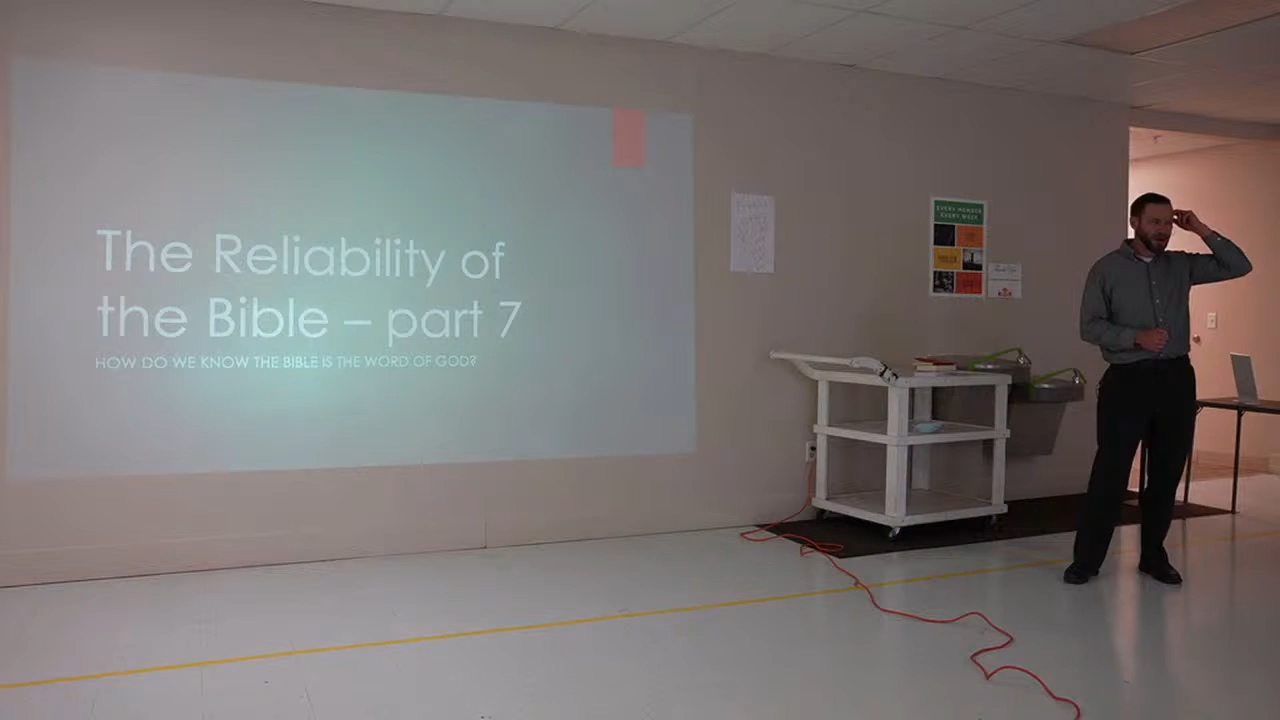 The Reliability of
the Bible – part 7
HOW DO WE KNOW THE BIBLE IS THE WORD OF GOD?
EVERY MEMBER
EVERY WEEK